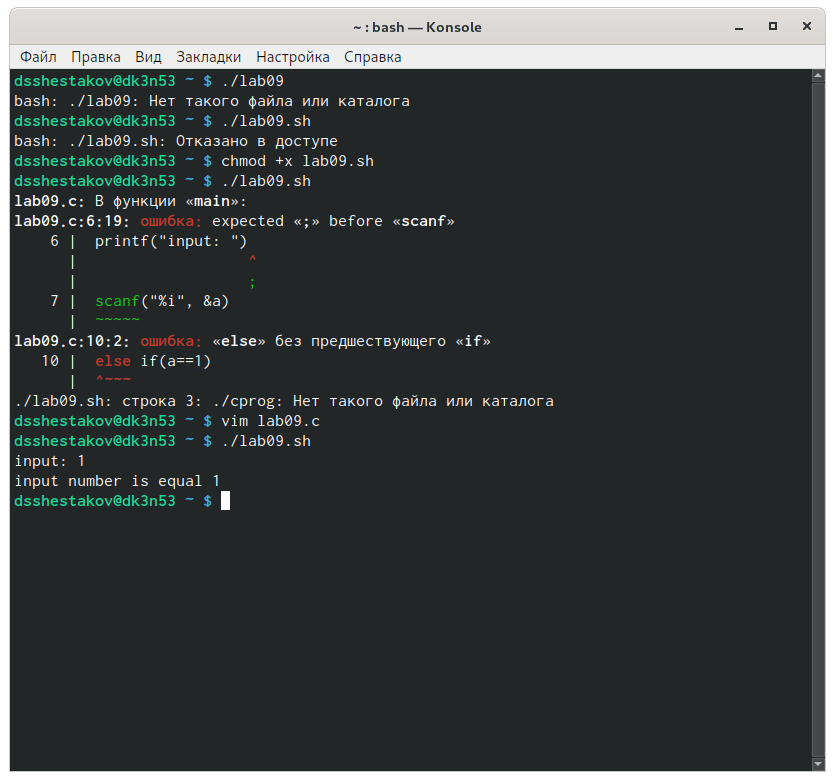 ~ : bash — Konsole
Файл Правка Вид Закладки Настройка Справка
dsshestakov@dk3n53 ~ $ ./lab09
bash: ./lab09: Нет такого файла или каталога
dsshestakov@dk3n53 ~ $ ./lab09.sh
bash: ./lab09.sh: Отказано в доступе
dsshestakov@dk3n53 ~ $ chmod +x lab09.sh
dsshestakov@dk3n53 ~ $ ./lab09.sh
lab09.c: В функции «main»:
lab09.c:6:19: ошибка: expected «;» before «scanf»
    6 |  printf("input: ")
      |                   ^
      |                   ;
    7 |  scanf("%i", &a)
      |  ~~~~~
lab09.c:10:2: ошибка: «else» без предшествующего «if»
   10 |  else if(a==1)
      |  ^~~~
./lab09.sh: строка 3: ./cprog: Нет такого файла или каталога
dsshestakov@dk3n53 ~ $ vim lab09.c
dsshestakov@dk3n53 ~ $ ./lab09.sh
input: 1
input number is equal 1
dsshestakov@dk3n53 ~ $